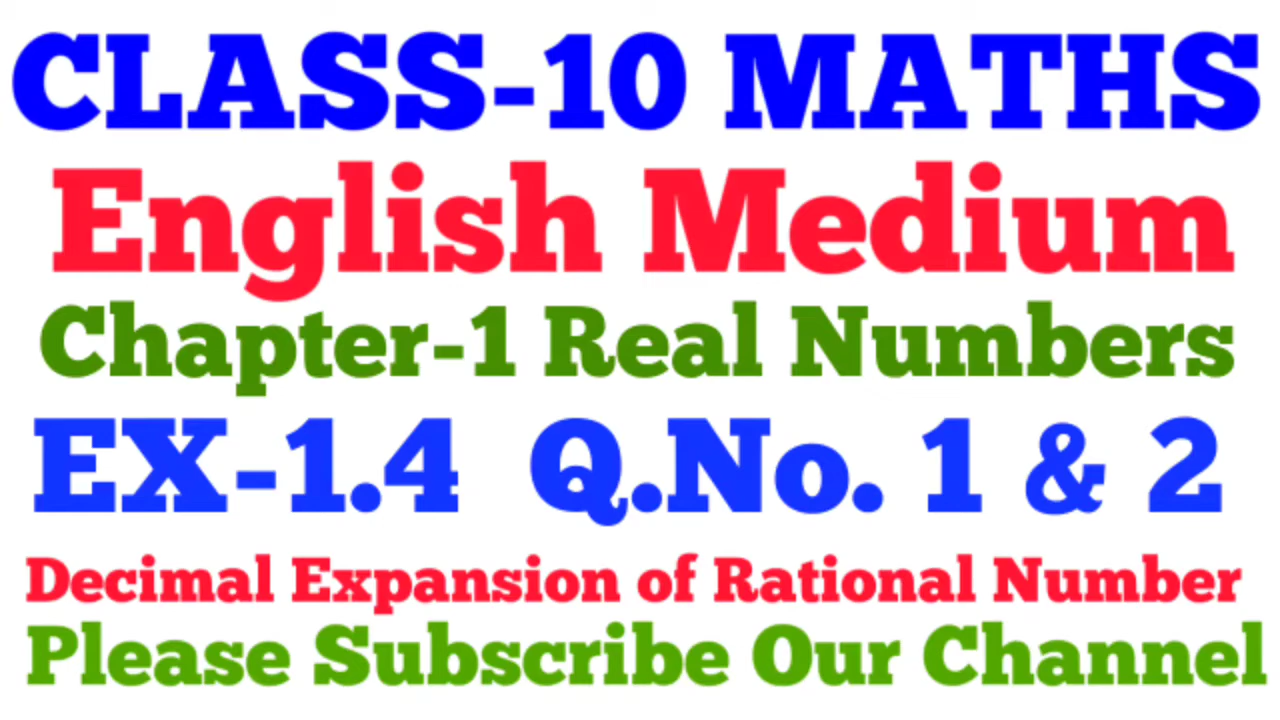 CLASS-10 MATHS
English Medium
Chapter-1 Real Numbers
EX-1.4 Q.No. 1 & 2
Decimal Expansion of Rational Number
Please Subscribe Our Channel